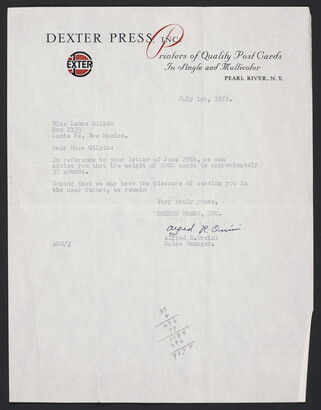 DEXTER PRESS, INC.
Printers of Quality Post Cards
In Single and Multicolor
PEARL RIVER, N. Y.
DEXTER
July 1st, 1952.
Miss Laura Gilpin
Box 1173
Santa Fe, New Mexico.
Dear Miss Gilpin:
In reference to your letter of June 25th, we can
advise you that the weight of 3000 cards is approximately
37 pounds.
Hoping that we may have the pleasure of serving you in
the near future, we remain
Very truly yours,
DEXTER PRESS, INC.
Alfred R. Orsini
Alfred R.Orsini
Sales Manager.
ARO/J